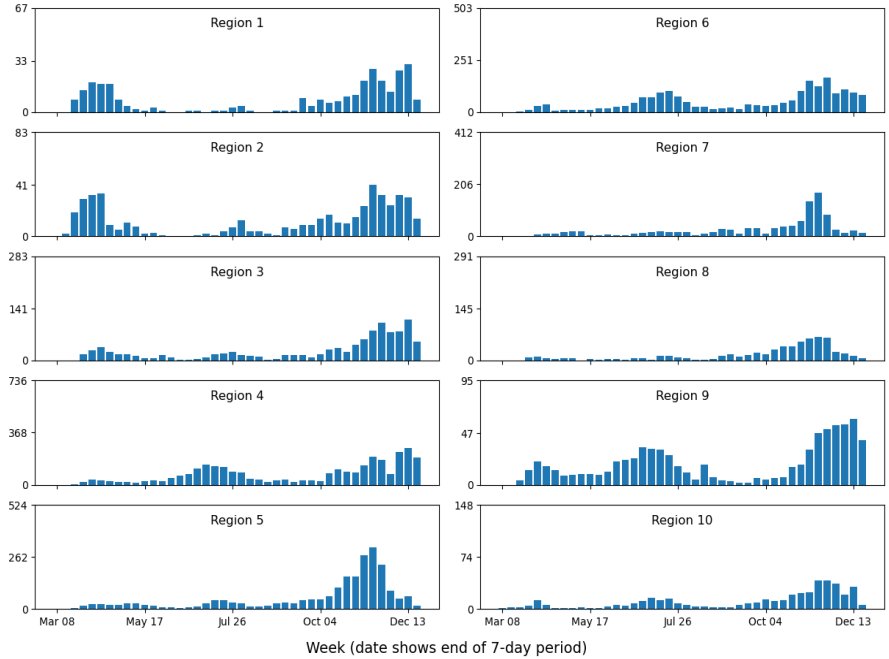 67
33
0
Region 1
503
251
0
Region 6
83
41
0
Region 2
412
206
0
Region 7
283
141
0
Region 3
291
145
0
Region 8
736
368
0
Region 4
95
47
0
Region 9
524
262
0
Region 5
148
74
0
Region 10
Mar 08 May 17 Jul 26 Oct 04 Dec 13
Mar 08 May 17 Jul 26 Oct 04 Dec 13
Week (date shows end of 7-day period)